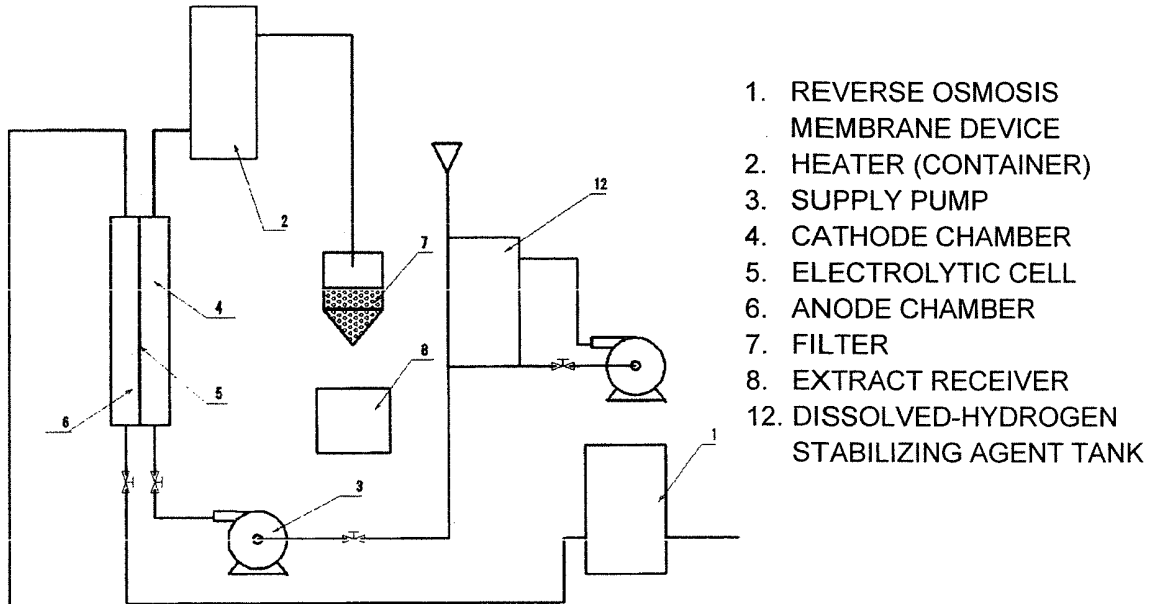 1. REVERSE OSMOSIS
MEMBRANE DEVICE
2. HEATER (CONTAINER)
3. SUPPLY PUMP
4. CATHODE CHAMBER
5. ELECTROLYTIC CELL
6. ANODE CHAMBER
7. FILTER
8. EXTRACT RECEIVER
12. DISSOLVED-HYDROGEN
STABILIZING AGENT TANK
2
12
7
4
8
5
6
1
3